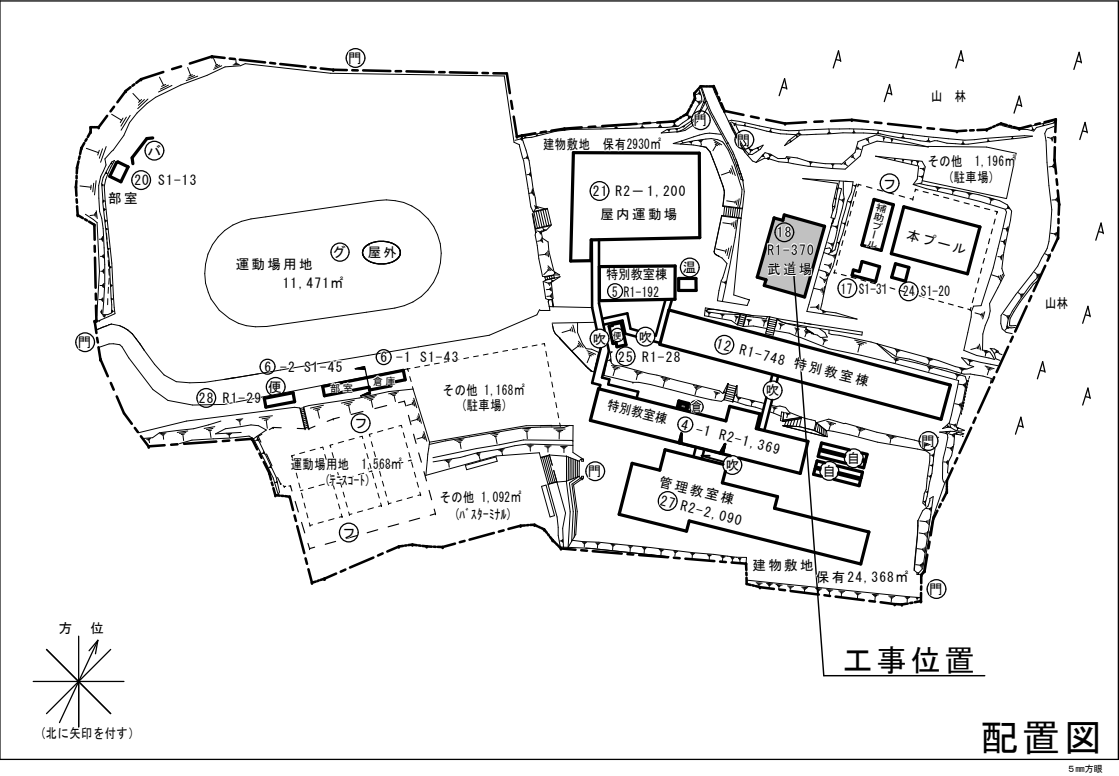 門
山 林
バ
⑳ S1-13
部室
建物敷地 保有2930㎡
門
門
その他 1,196㎡
(駐車場)
㉑ R2－1,200
屋内運動場
フ
補助プール
本プール
⑱
R1-370
武道場
⑰ S1-31
㉔ S1-20
グ
屋外
運動場用地
11,471㎡
特別教室棟
⑤ R1-192
温
山林
門
吹
便
吹
㉕ R1-28
⑫ R1-748 特別教室棟
⑥-2 S1-45
⑥-1 S1-43
㉘ R1-29
便
部室
倉庫
その他 1,168㎡
(駐車場)
吹
特別教室棟
倉
④-1 R2-1,369
フ
運動場用地 1,568㎡
(テニスコート)
フ
その他 1,092㎡
(バスターミナル)
門
吹
管理教室棟
㉗ R2-2,090
自
自
門
建物敷地
保有24,368㎡
門
方 位
(北に矢印を付す)
工事位置
配置図
5㎜方眼